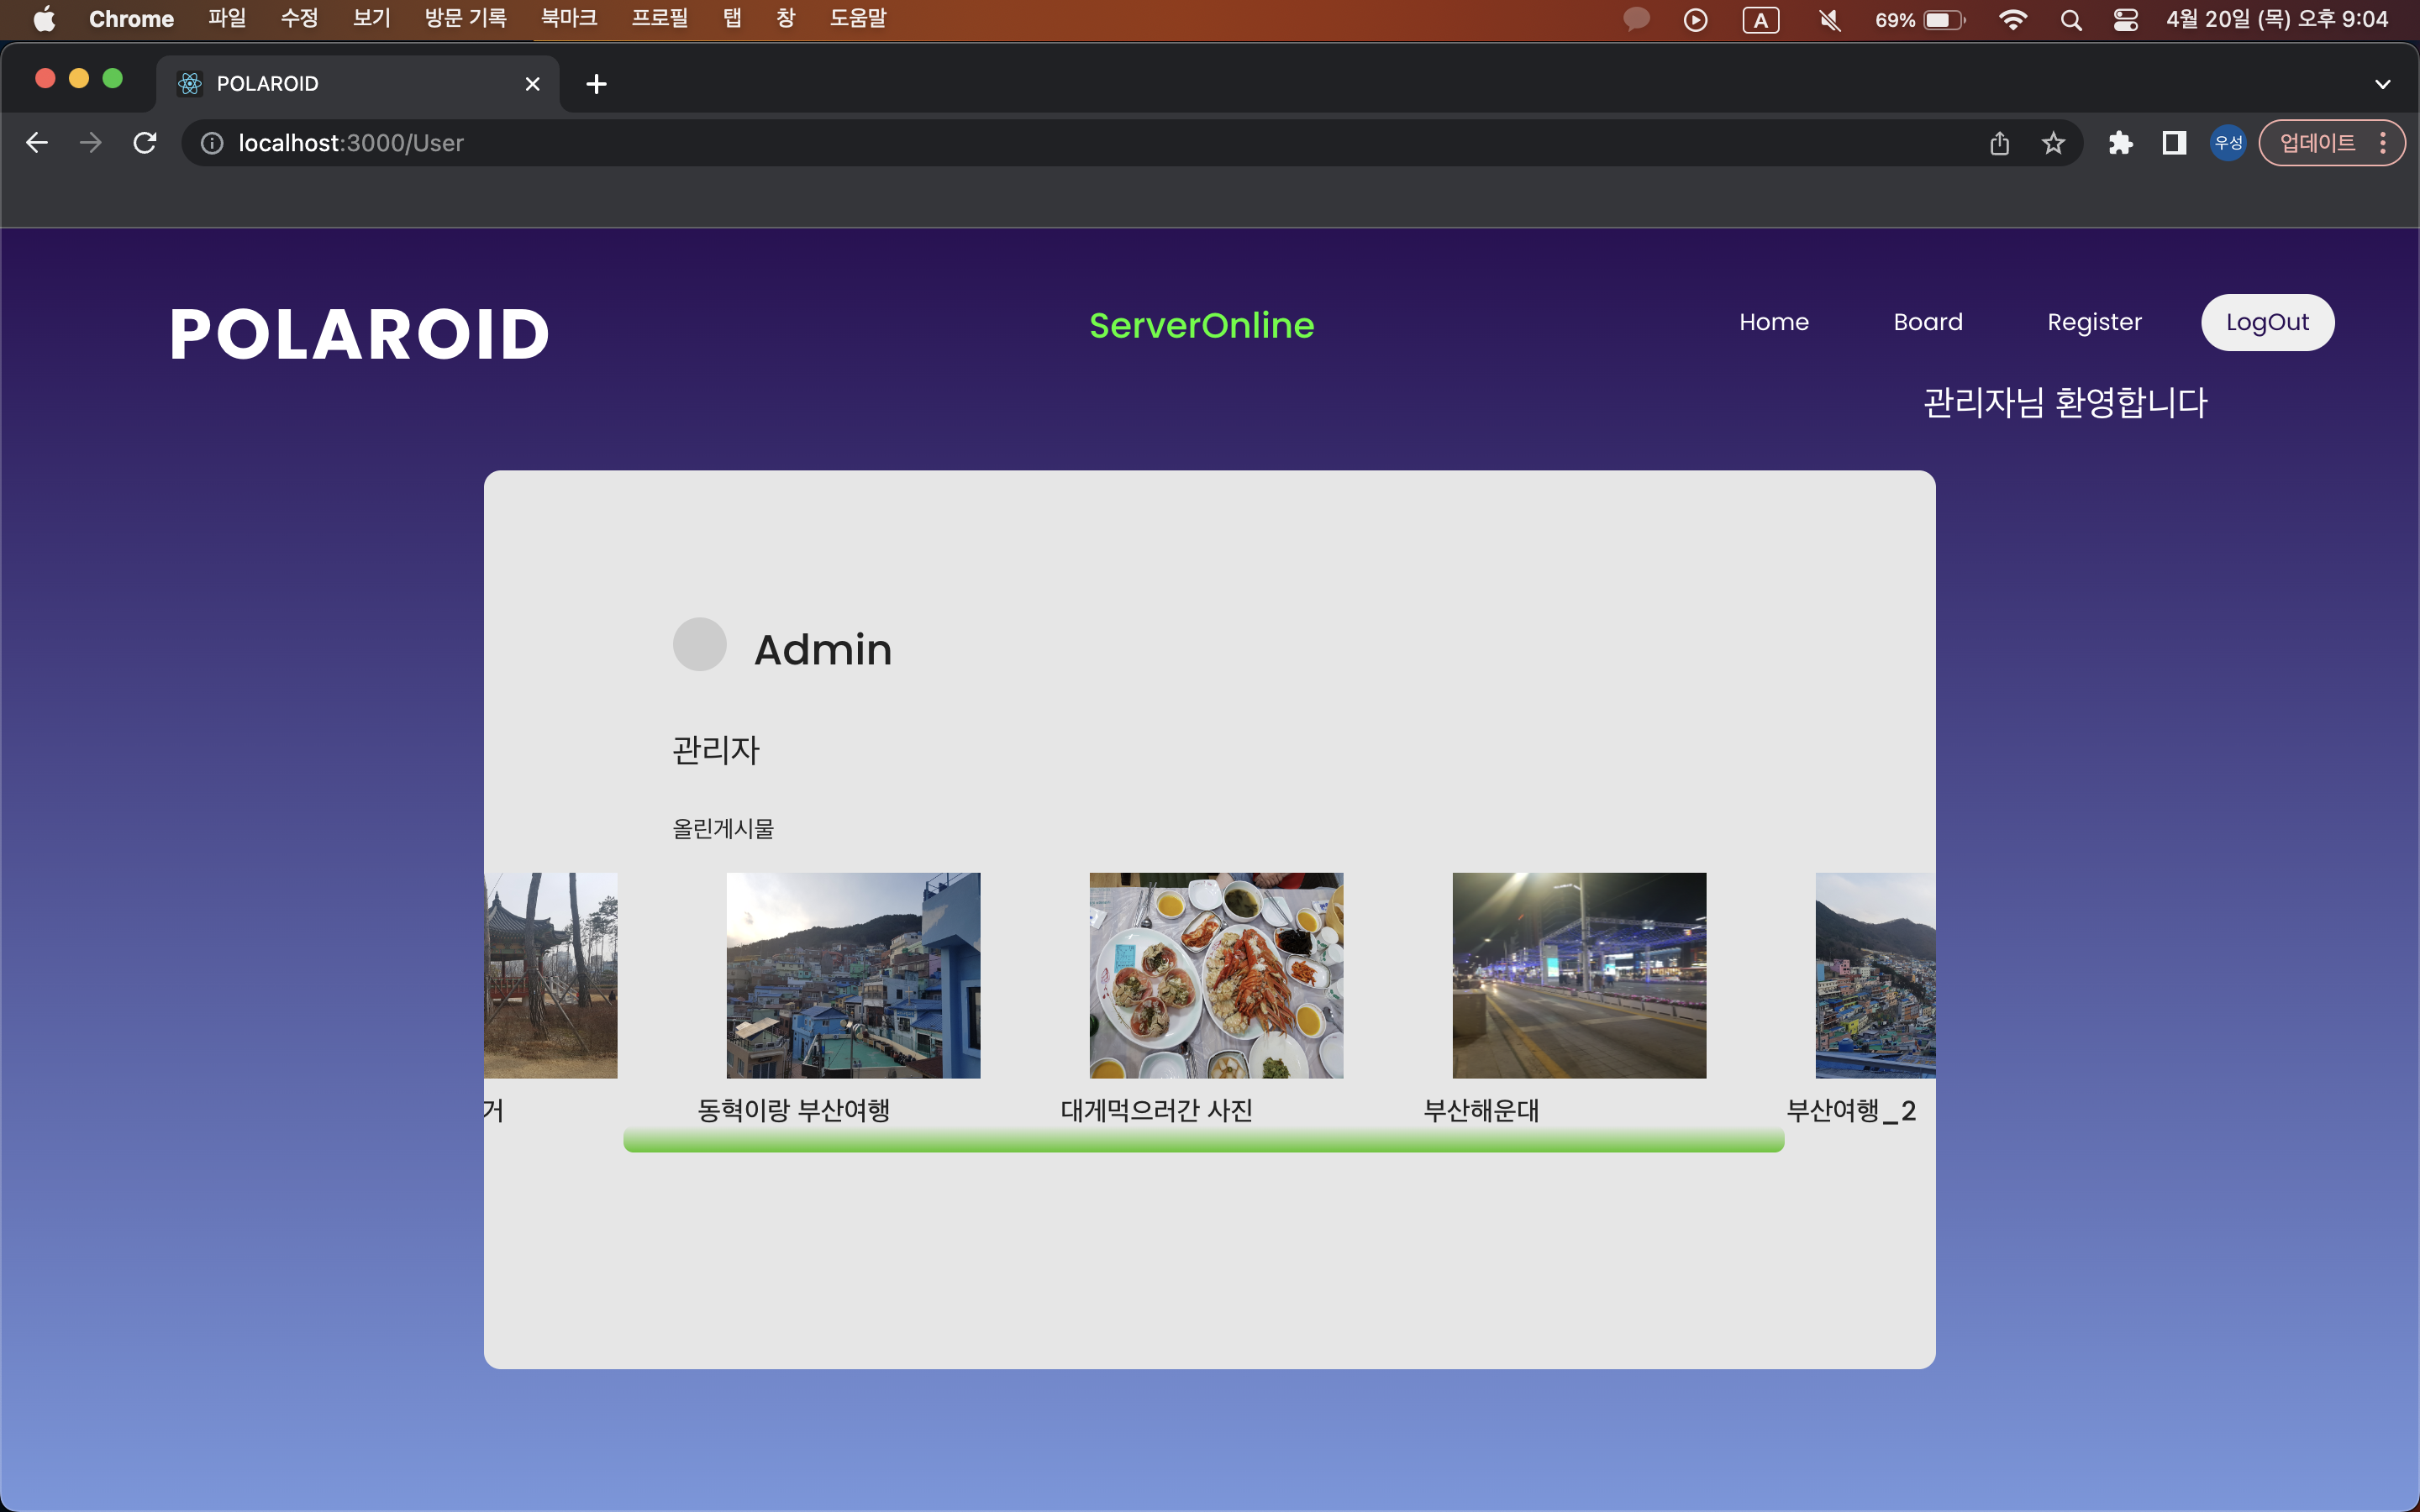 Chrome 파일 수정 보기 방문 기록 북마크 프로필 탭 창 도움말 A 69% 4월 20일 (목) 오후 9:04
POLAROID
localhost:3000/User 우성 업데이트
POLAROID ServerOnline Home Board Register LogOut
관리자님 환영합니다
Admin
관리자
올린게시물
거 동혁이랑 부산여행 대게먹으러간 사진 부산해운대 부산여행_2